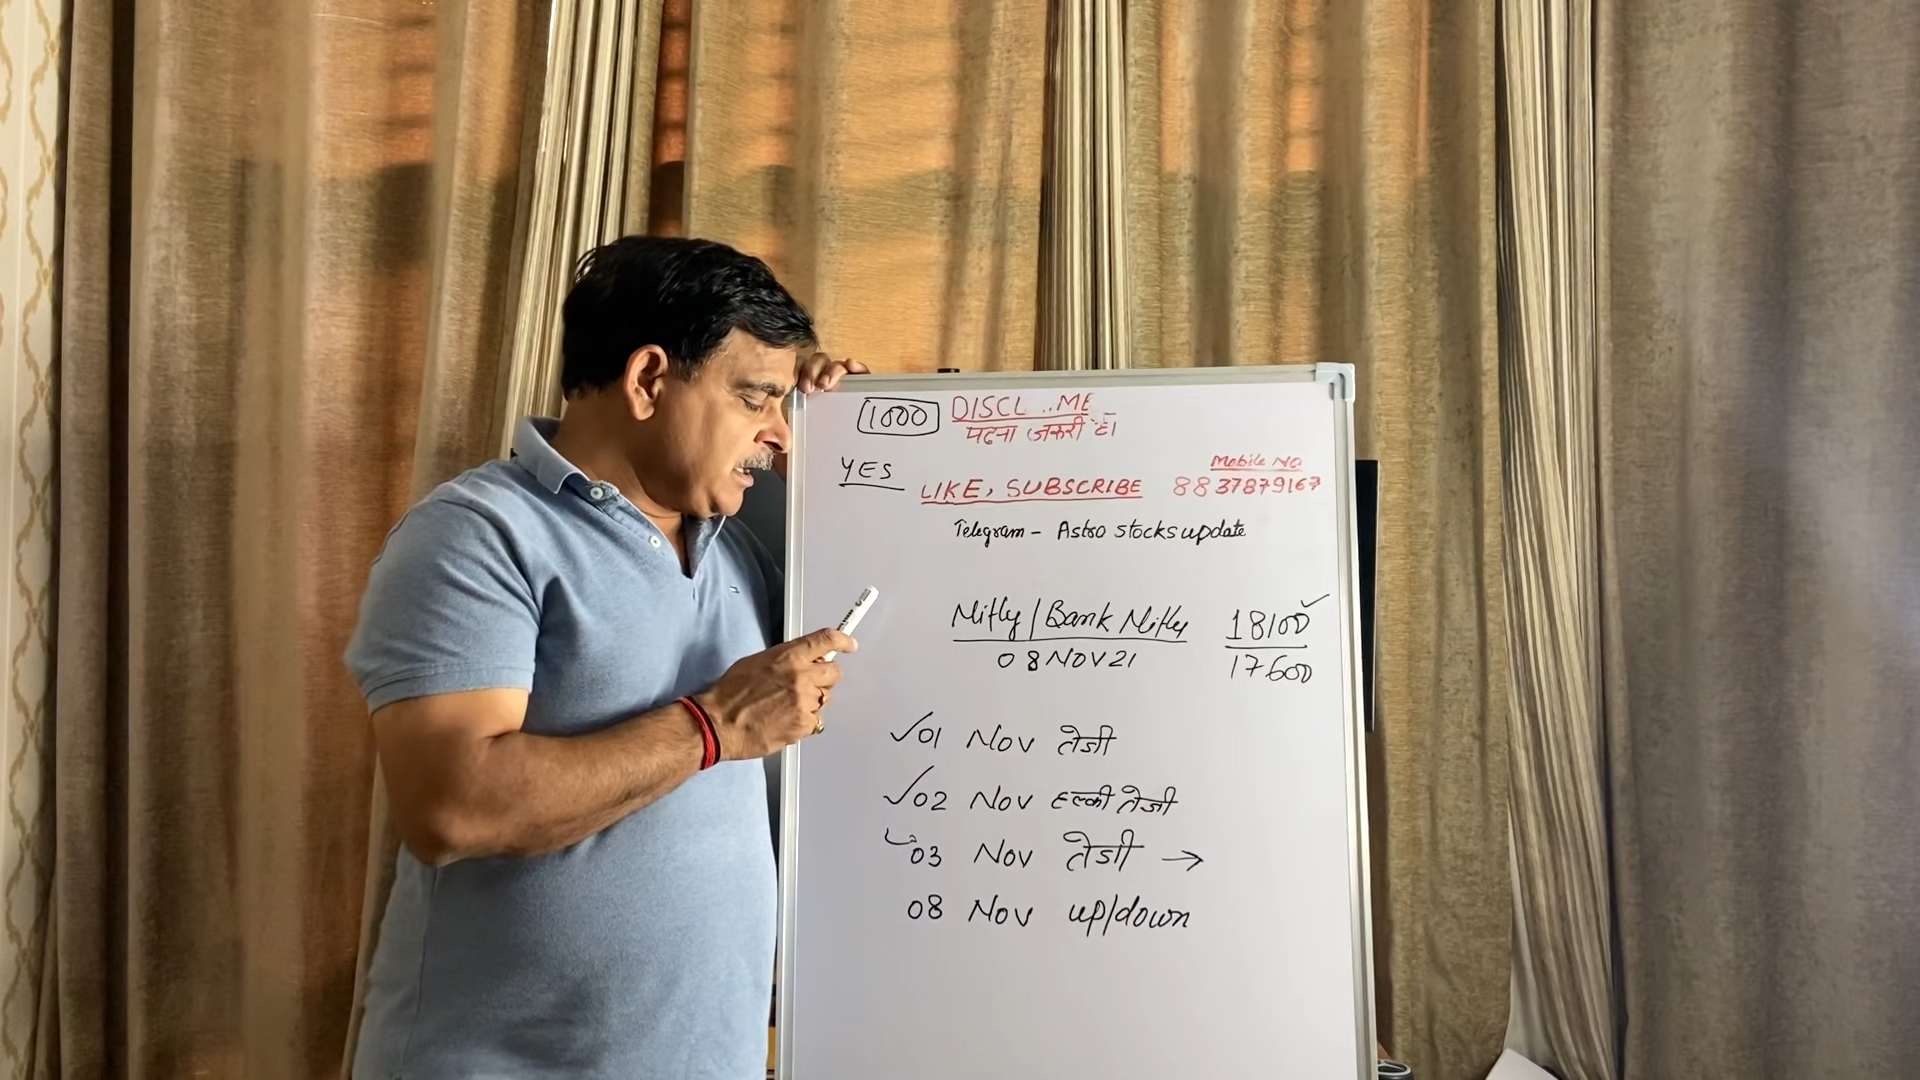 1000 DISCL..ME
पढना जरूरी है।
YES
Mobile No
LIKE, SUBSCRIBE 8837879167
Telegram - Astro stocks update
Nifty / Bank Nifty 18100 ✓
08 NOV 21 17600
✓01 Nov तेजी
✓02 Nov हल्की तेजी
03 Nov तेजी →
08 Nov up/down